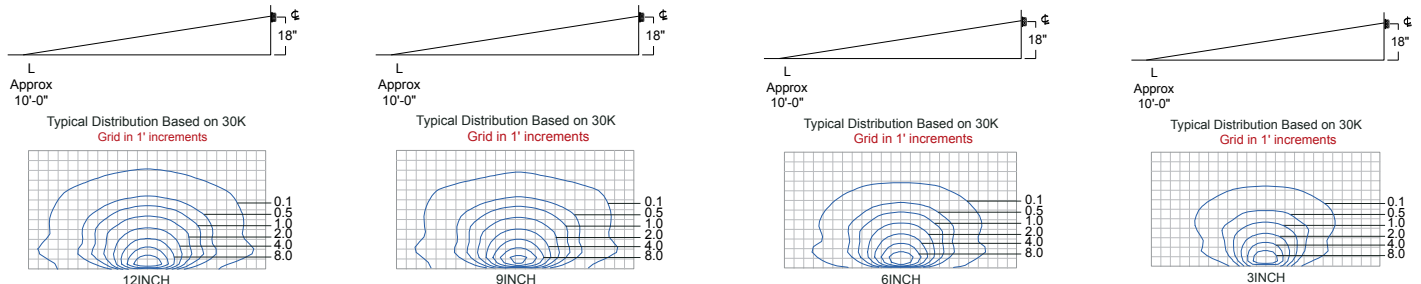 ℄
18"
L
Approx
10'-0"
Typical Distribution Based on 30K
Grid in 1' increments
0.1
0.5
1.0
2.0
4.0
8.0
12INCH
℄
18"
L
Approx
10'-0"
Typical Distribution Based on 30K
Grid in 1' increments
0.1
0.5
1.0
2.0
4.0
8.0
9INCH
℄
18"
L
Approx
10'-0"
Typical Distribution Based on 30K
Grid in 1' increments
0.1
0.5
1.0
2.0
4.0
8.0
6INCH
℄
18"
L
Approx
10'-0"
Typical Distribution Based on 30K
Grid in 1' increments
0.1
0.5
1.0
2.0
4.0
8.0
3INCH